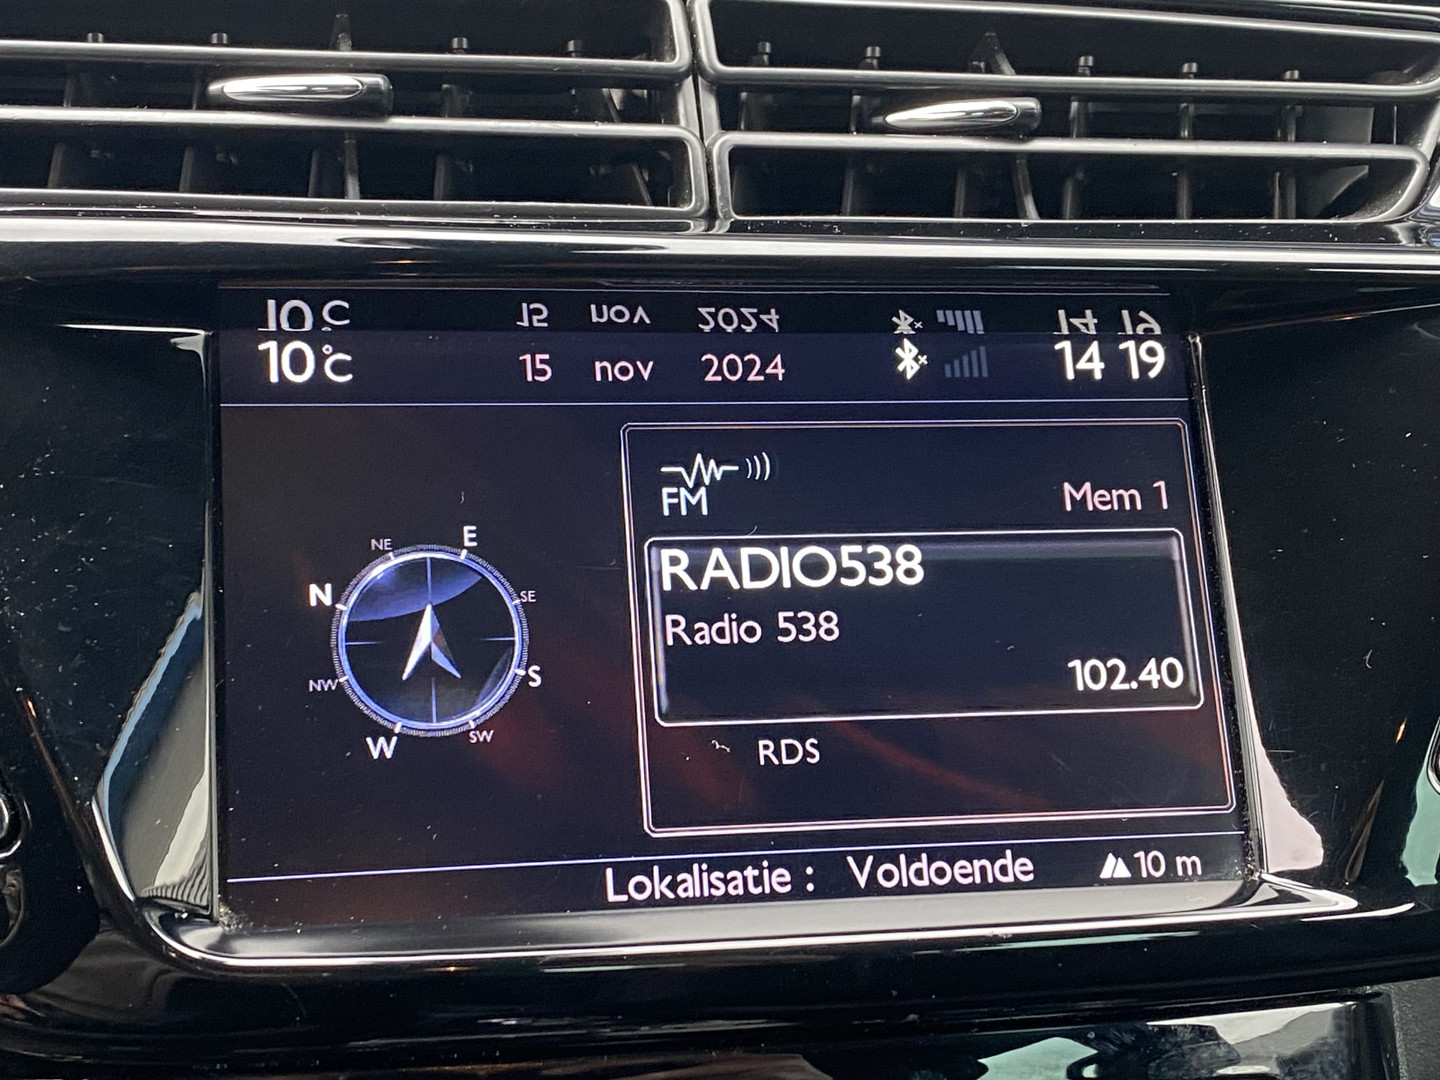 10°C 15 nov 2024 14 19
FM
Mem 1
RADIO538
Radio 538
102.40
RDS
NE E
N SE
NW S
W SW
Lokalisatie : Voldoende 10 m